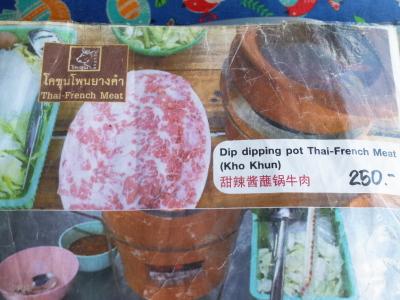 โคขุนโพนยางคำ
Thai-French Meat
Dip dipping pot Thai-French Meat
(Kho Khun)
甜辣酱蘸锅牛肉
250.-